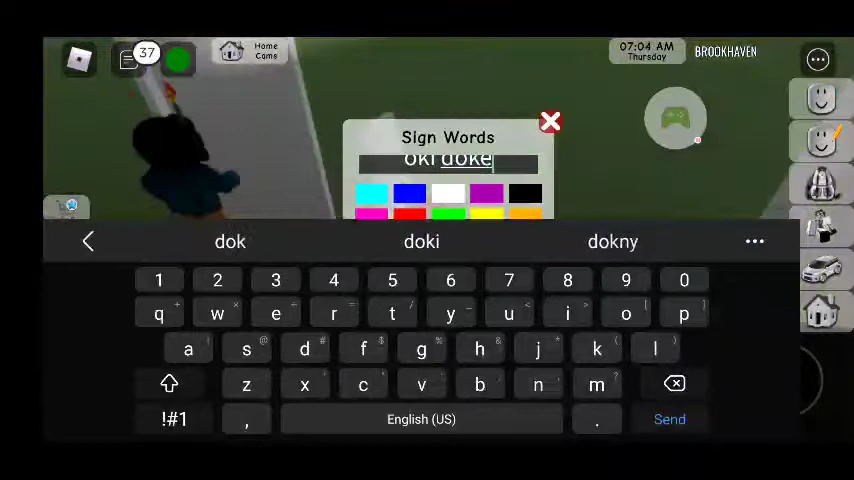 37
Home
Cams
07:04 AM
Thursday
BROOKHAVEN
Sign Words
oki doke
dok doki dokny
1 2 3 4 5 6 7 8 9 0
q w e r t y u i o p
a s d f g h j k l
z x c v b n m
!#1 , English (US) . Send